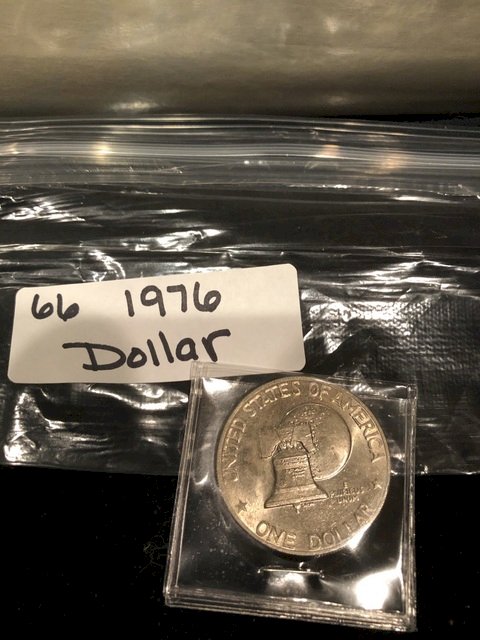 66 1976
Dollar
UNITED STATES OF AMERICA
ONE DOLLAR